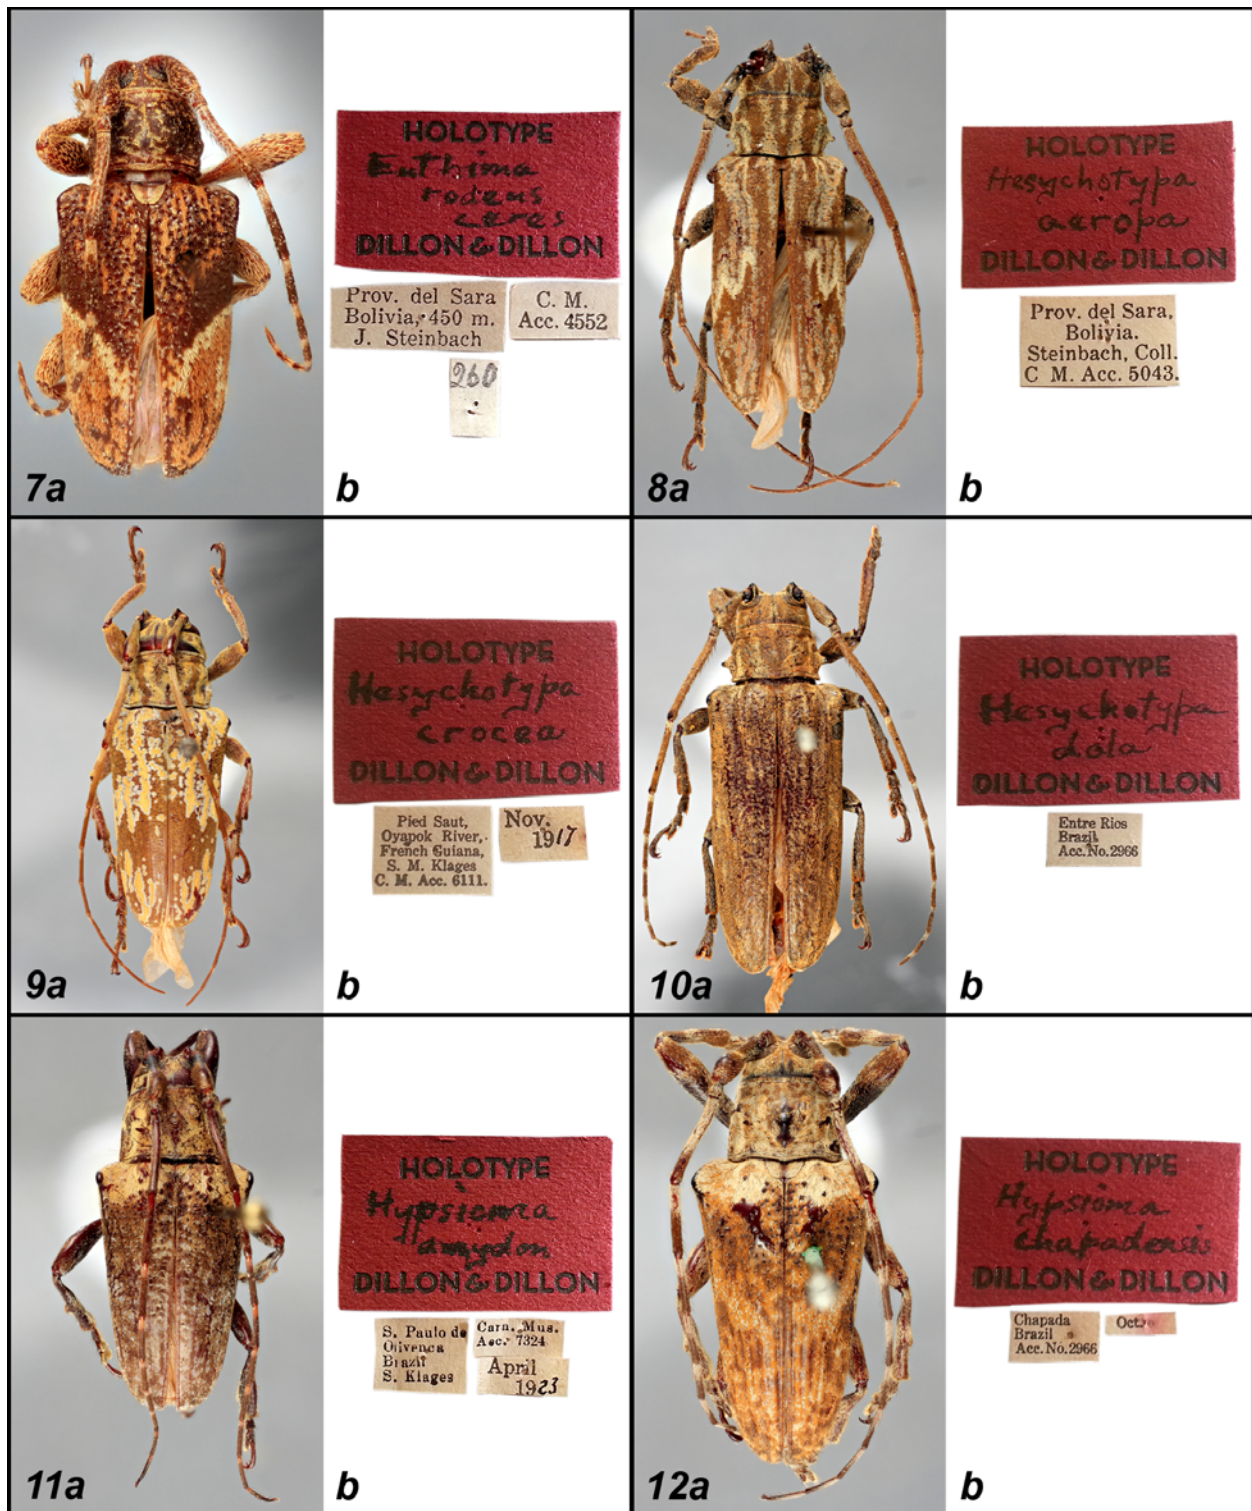 HOLOTYPE
Euthima
rodens
ceres
DILLON & DILLON
Prov. del Sara
Bolivia, 450 m.
J. Steinbach
C. M.
Acc. 4552
260
7a
b
HOLOTYPE
Hesychotypa
aeropa
DILLON & DILLON
Prov. del Sara,
Bolivia.
Steinbach, Coll.
C M. Acc. 5043.
8a
b
HOLOTYPE
Hesychotypa
crocea
DILLON & DILLON
Pied Saut,
Oyapok River,
French Guiana,
S. M. Klages
C. M. Acc. 6111.
Nov.
1917
9a
b
HOLOTYPE
Hesychotypa
dola
DILLON & DILLON
Entre Rios
Brazil
Acc. No. 2966
10a
b
HOLOTYPE
Hypsioma
amydon
DILLON & DILLON
S. Paulo de
Olivenca
Brazil
S. Klages
Carn. Mus.
Acc. 7324
April
1923
11a
b
HOLOTYPE
Hypsioma
chapadensis
DILLON & DILLON
Chapada
Brazil
Acc. No. 2966
Oct.
12a
b